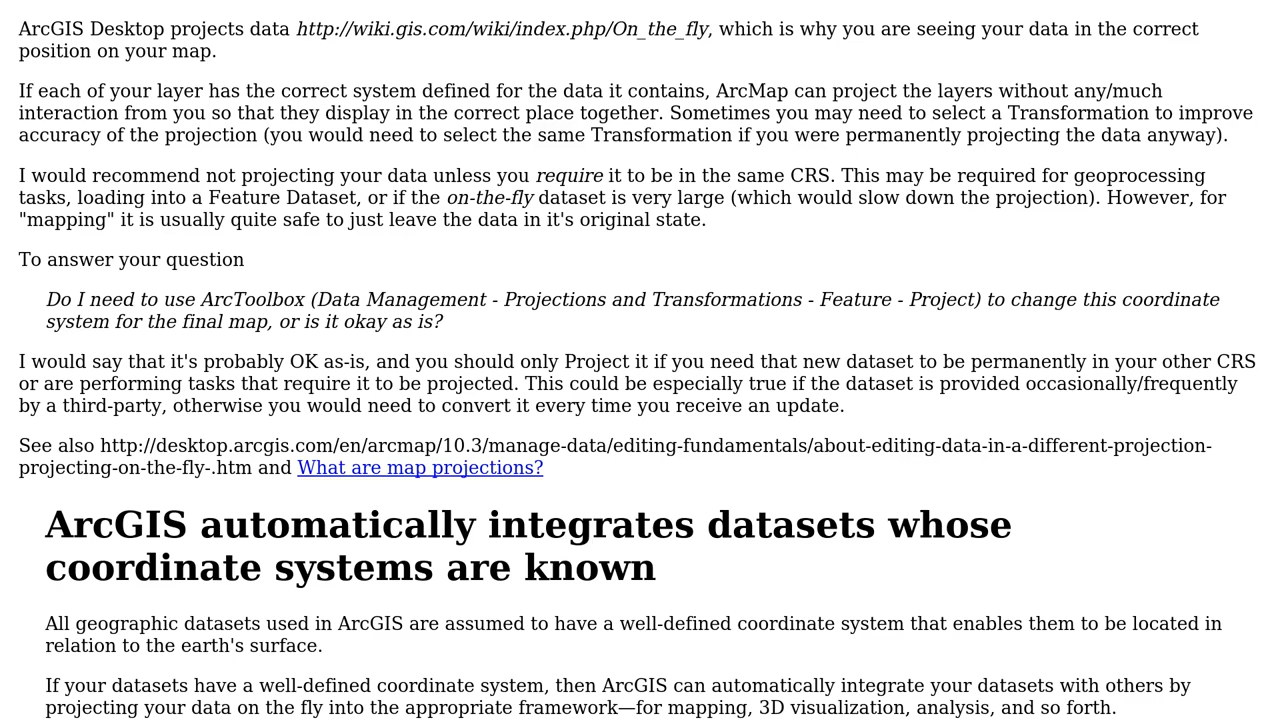 ArcGIS Desktop projects data http://wiki.gis.com/wiki/index.php/On_the_fly, which is why you are seeing your data in the correct
position on your map.
If each of your layer has the correct system defined for the data it contains, ArcMap can project the layers without any/much
interaction from you so that they display in the correct place together. Sometimes you may need to select a Transformation to improve
accuracy of the projection (you would need to select the same Transformation if you were permanently projecting the data anyway).
I would recommend not projecting your data unless you require it to be in the same CRS. This may be required for geoprocessing
tasks, loading into a Feature Dataset, or if the on-the-fly dataset is very large (which would slow down the projection). However, for
"mapping" it is usually quite safe to just leave the data in it's original state.
To answer your question
Do I need to use ArcToolbox (Data Management - Projections and Transformations - Feature - Project) to change this coordinate
system for the final map, or is it okay as is?
I would say that it's probably OK as-is, and you should only Project it if you need that new dataset to be permanently in your other CRS
or are performing tasks that require it to be projected. This could be especially true if the dataset is provided occasionally/frequently
by a third-party, otherwise you would need to convert it every time you receive an update.
See also http://desktop.arcgis.com/en/arcmap/10.3/manage-data/editing-fundamentals/about-editing-data-in-a-different-projection-
projecting-on-the-fly-.htm and What are map projections?
ArcGIS automatically integrates datasets whose
coordinate systems are known
All geographic datasets used in ArcGIS are assumed to have a well-defined coordinate system that enables them to be located in
relation to the earth's surface.
If your datasets have a well-defined coordinate system, then ArcGIS can automatically integrate your datasets with others by
projecting your data on the fly into the appropriate framework—for mapping, 3D visualization, analysis, and so forth.